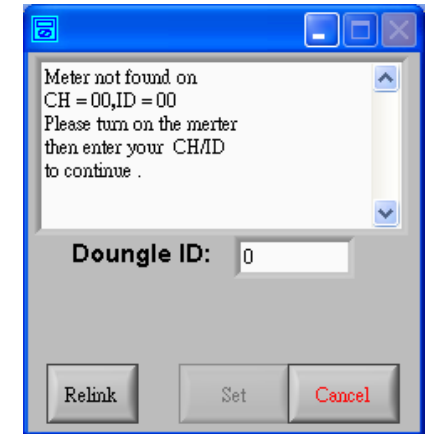 Meter not found on
CH = 00,ID = 00
Please turn on the merter
then enter your CH/ID
to continue .
Doungle ID: 0
Relink Set Cancel